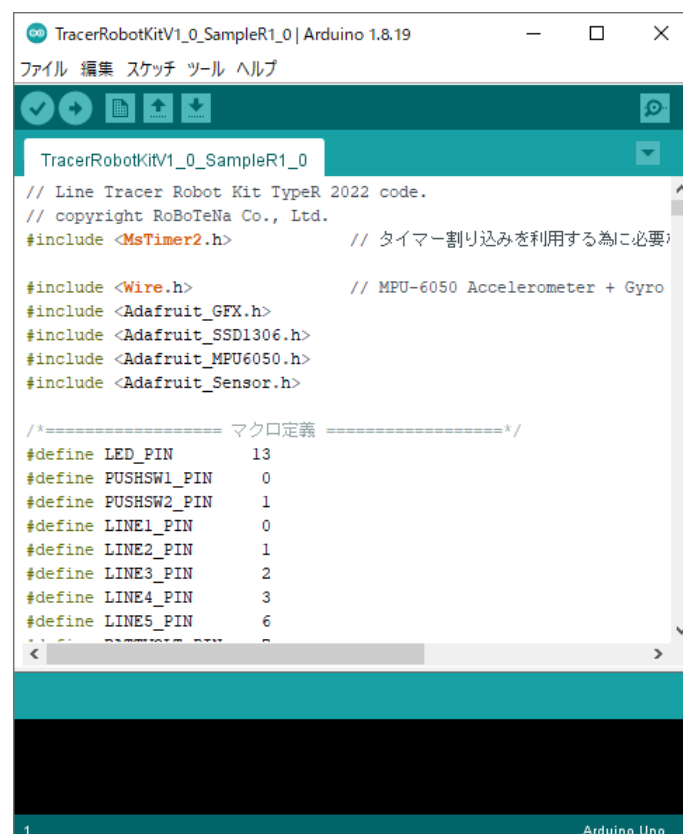 TracerRobotKitV1_0_SampleR1_0 | Arduino 1.8.19
ファイル 編集 スケッチ ツール ヘルプ
TracerRobotKitV1_0_SampleR1_0
// Line Tracer Robot Kit TypeR 2022 code.
// copyright RoBoTeNa Co., Ltd.
#include <MsTimer2.h> // タイマー割り込みを利用する為に必要
#include <Wire.h> // MPU-6050 Accelerometer + Gyro
#include <Adafruit_GFX.h>
#include <Adafruit_SSD1306.h>
#include <Adafruit_MPU6050.h>
#include <Adafruit_Sensor.h>
/*================== マクロ定義 ==================*/
#define LED_PIN 13
#define PUSHSW1_PIN 0
#define PUSHSW2_PIN 1
#define LINE1_PIN 0
#define LINE2_PIN 1
#define LINE3_PIN 2
#define LINE4_PIN 3
#define LINE5_PIN 6
1
Arduino Uno